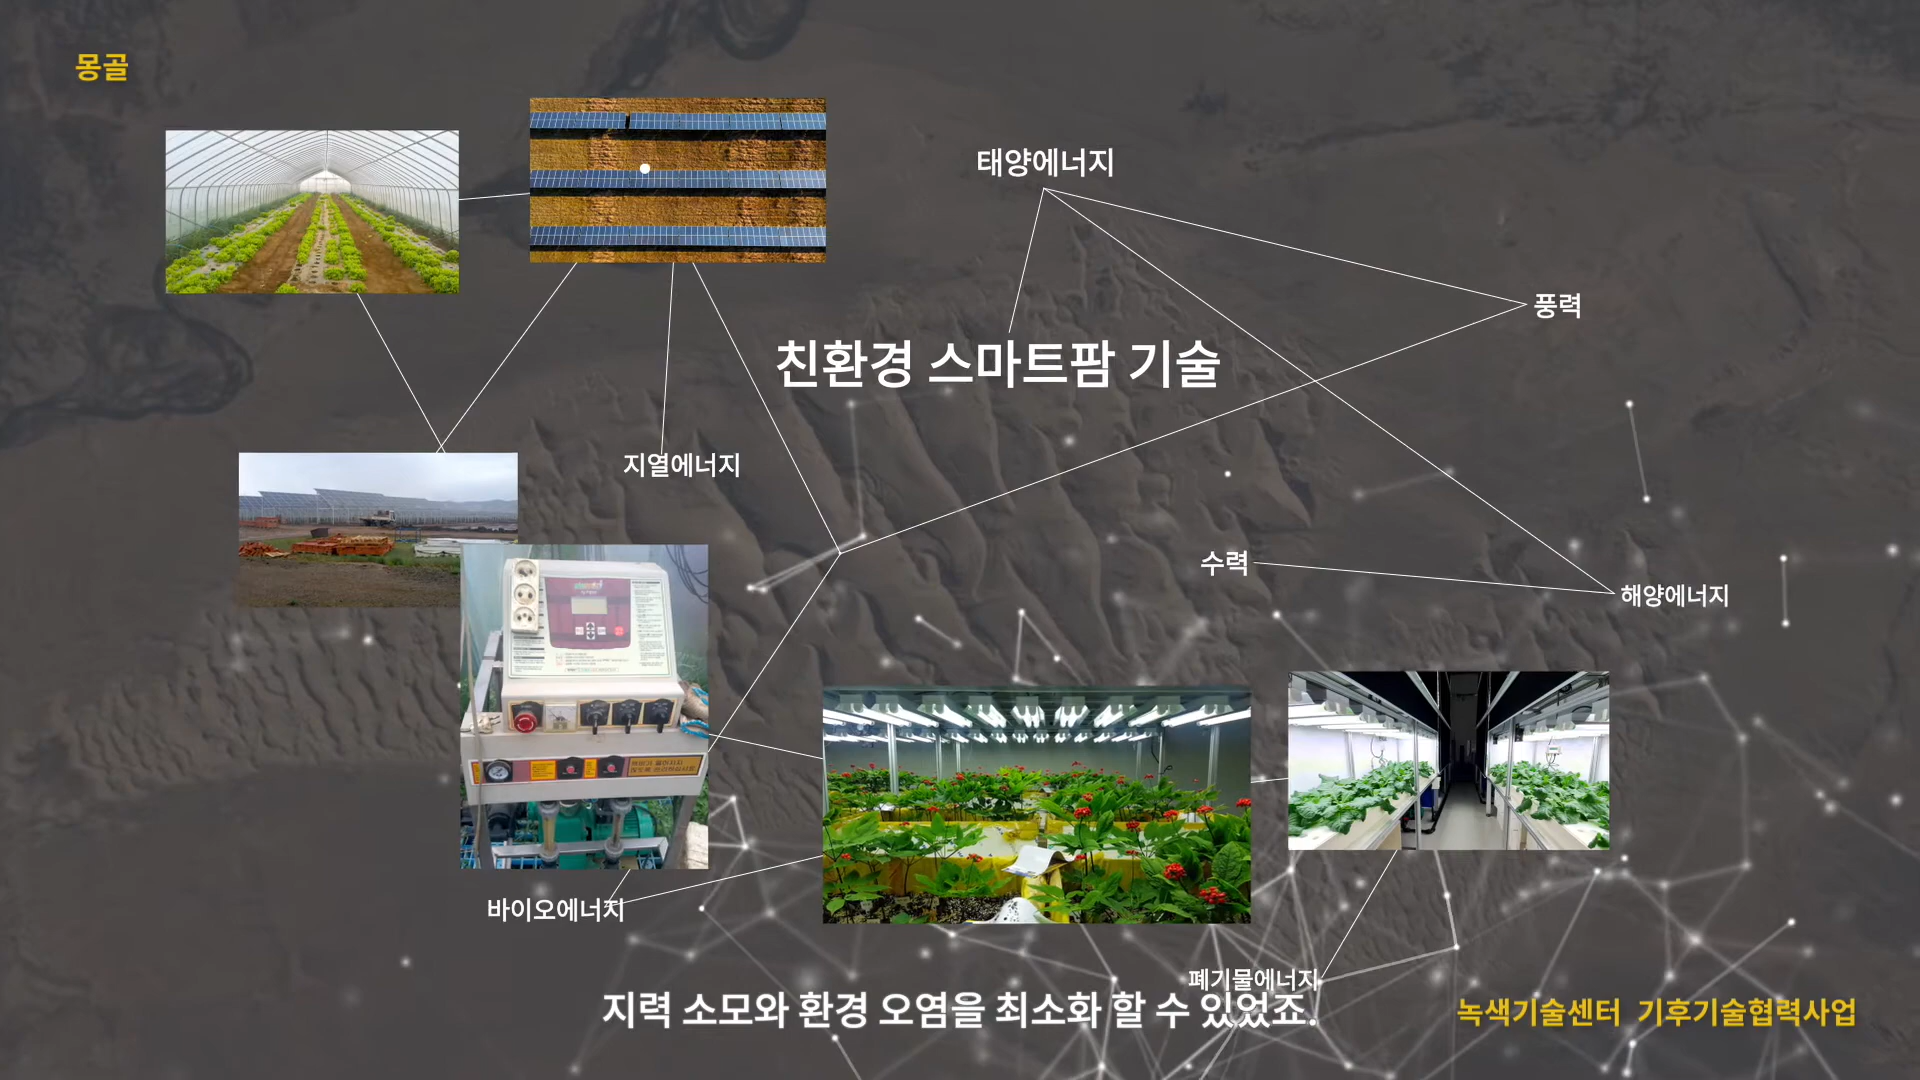 몽골
태양에너지
풍력
친환경 스마트팜 기술
지열에너지
수력
해양에너지
바이오에너지
폐기물에너지
지력 소모와 환경 오염을 최소화 할 수 있었죠.
녹색기술센터 기후기술협력사업